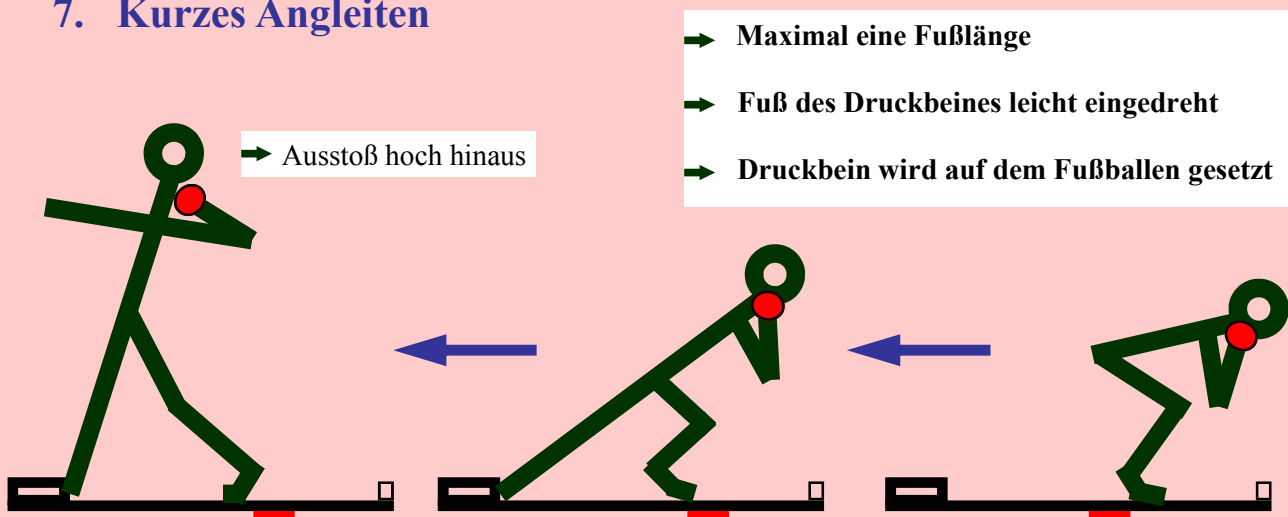 7. Kurzes Angleiten
Maximal eine Fußlänge
Fuß des Druckbeines leicht eingedreht
Druckbein wird auf dem Fußballen gesetzt
Ausstoß hoch hinaus